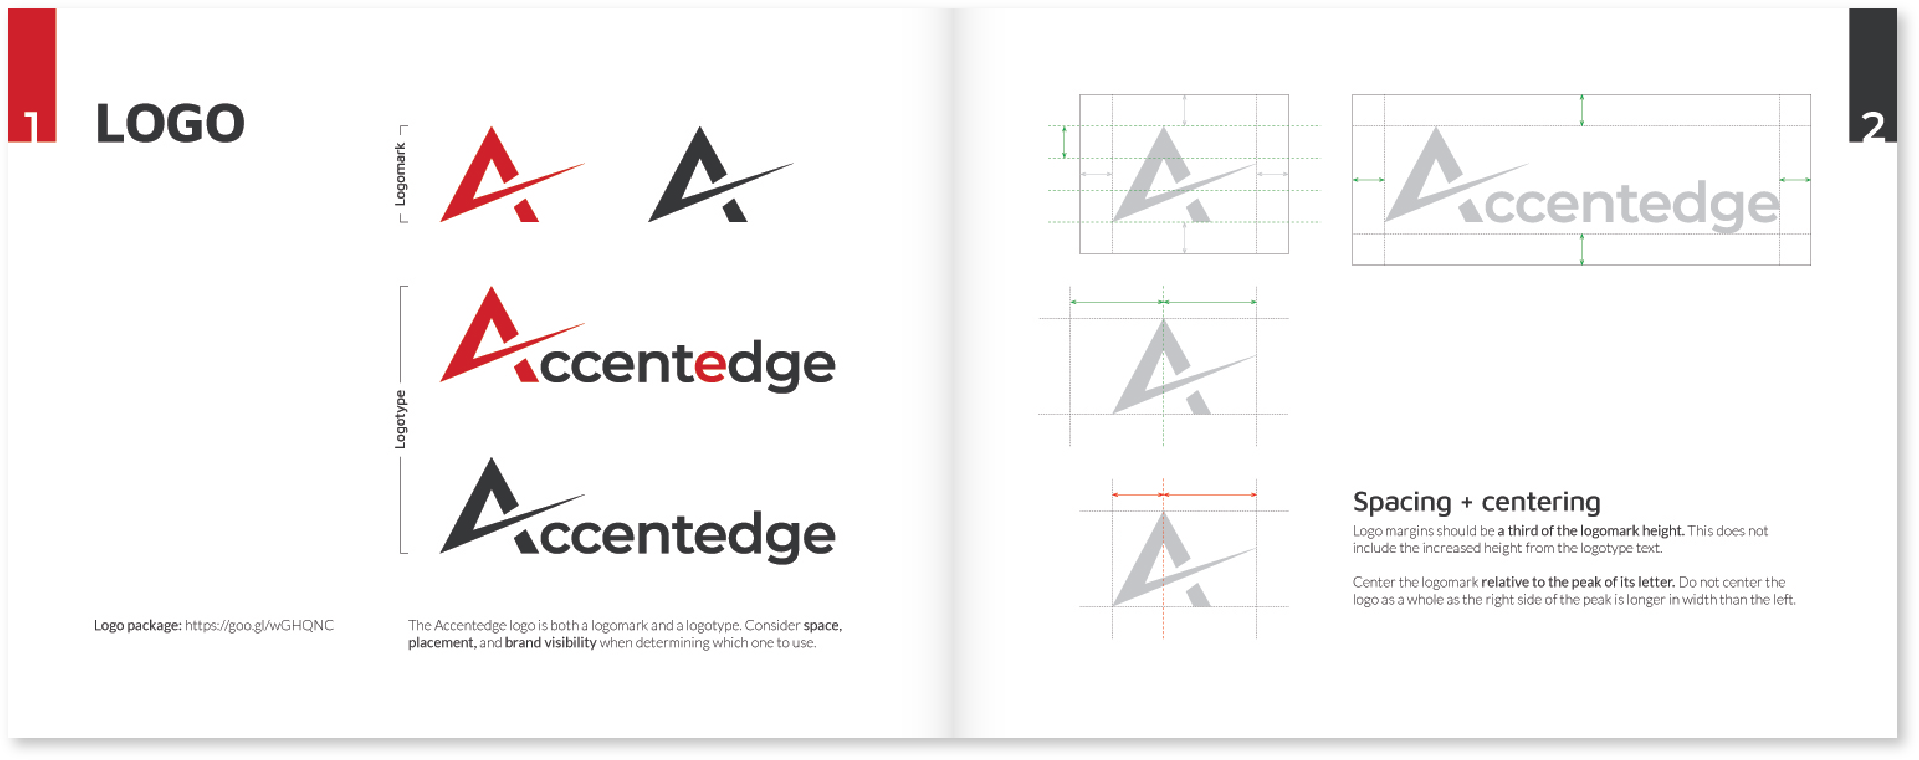 1
LOGO
Logomark
Logotype
Accentedge
Accentedge
Logo package: https://goo.gl/wGHQNC
The Accentedge logo is both a logomark and a logotype. Consider space,
placement, and brand visibility when determining which one to use.
2
Accentedge
Spacing + centering
Logo margins should be a third of the logomark height. This does not
include the increased height from the logotype text.
Center the logomark relative to the peak of its letter. Do not center the
logo as a whole as the right side of the peak is longer in width than the left.